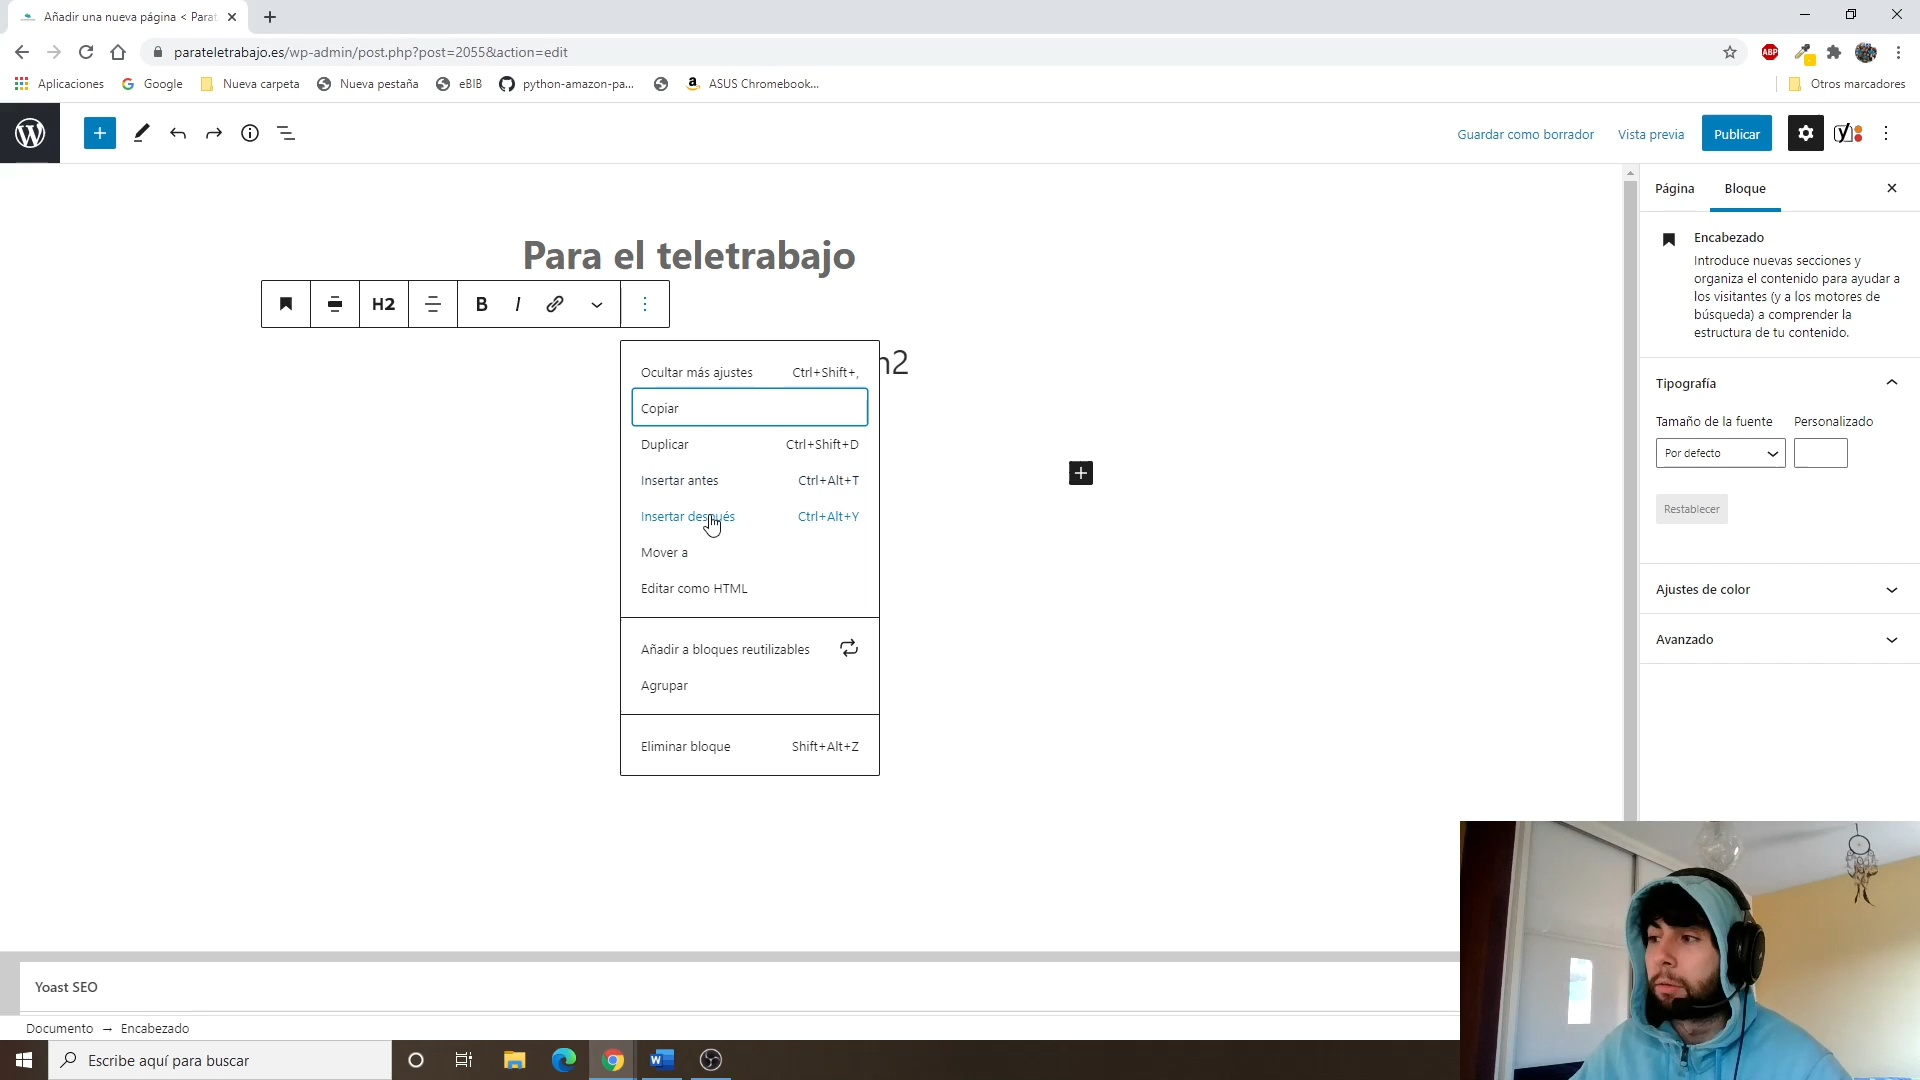 Añadir una nueva página < Parat
parateletrabajo.es/wp-admin/post.php?post=2055&action=edit
ABP
Aplicaciones
Google
Nueva carpeta
Nueva pestaña
eBIB
python-amazon-pa...
ASUS Chromebook...
Otros marcadores
Guardar como borrador
Vista previa
Publicar
Página
Bloque
Para el teletrabajo
H2
B
I
h2
Ocultar más ajustes Ctrl+Shift+,
Copiar
Duplicar Ctrl+Shift+D
Insertar antes Ctrl+Alt+T
Insertar después Ctrl+Alt+Y
Mover a
Editar como HTML
Añadir a bloques reutilizables
Agrupar
Eliminar bloque Shift+Alt+Z
Encabezado
Introduce nuevas secciones y
organiza el contenido para ayudar a
los visitantes (y a los motores de
búsqueda) a comprender la
estructura de tu contenido.
Tipografía
Tamaño de la fuente
Personalizado
Por defecto
Restablecer
Ajustes de color
Avanzado
Yoast SEO
Documento → Encabezado
Escribe aquí para buscar